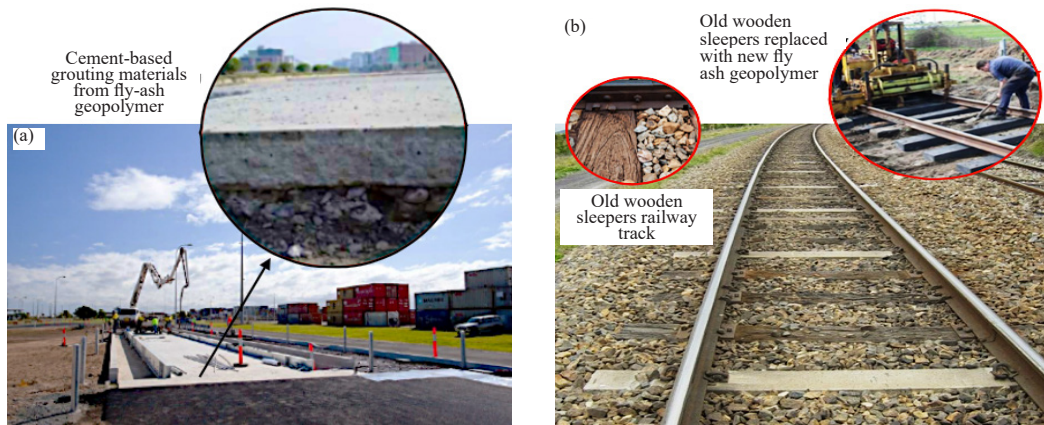 Cement-based
grouting materials
from fly-ash
geopolymer
(a)
(b)
Old wooden
sleepers replaced
with new fly
ash geopolymer
Old wooden
sleepers railway
track